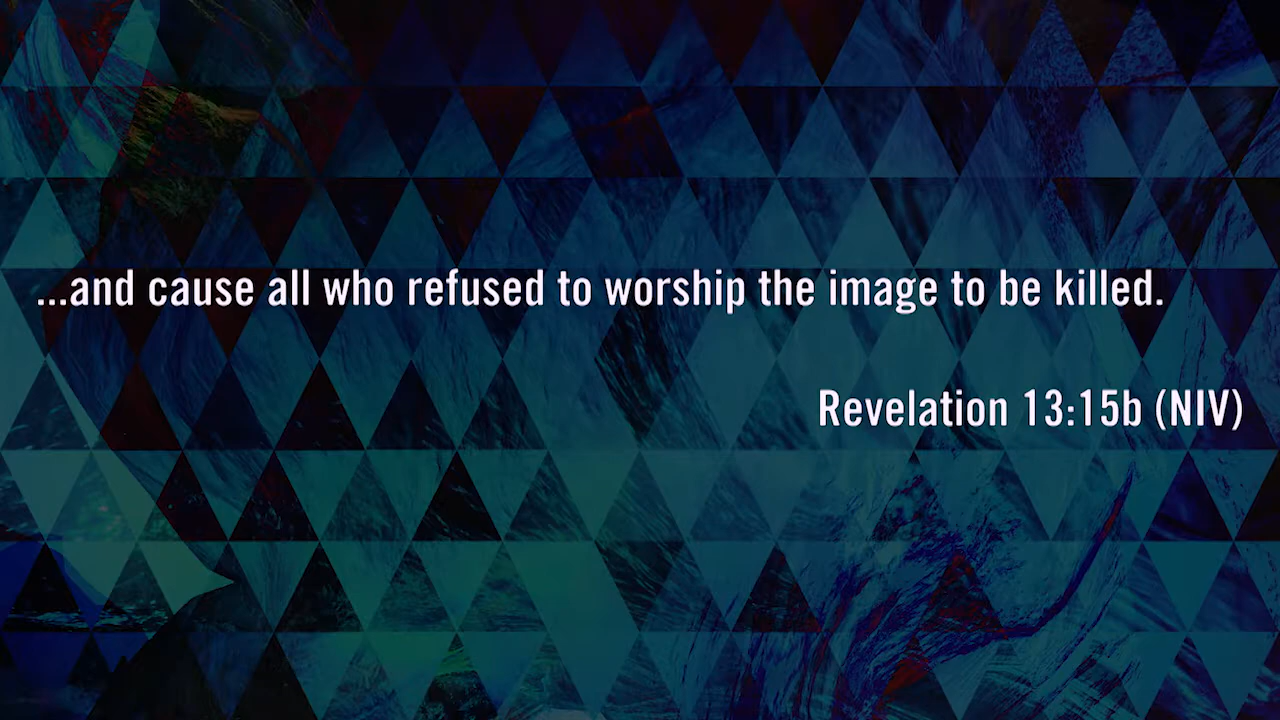 ...and cause all who refused to worship the image to be killed.
Revelation 13:15b (NIV)